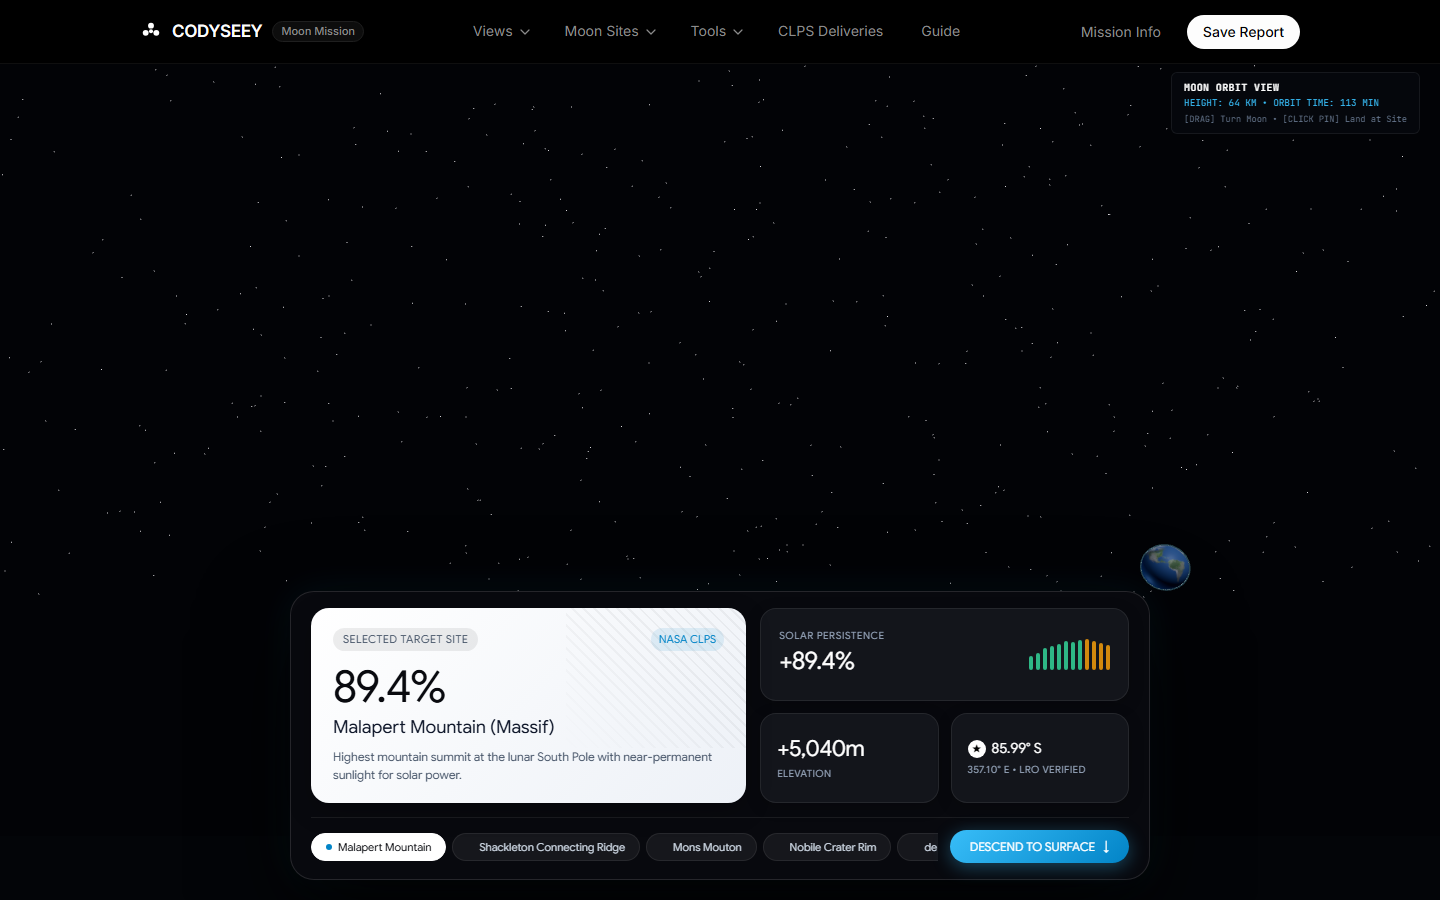 CODYSEEY
Moon Mission
Views
Moon Sites
Tools
CLPS Deliveries
Guide
Mission Info
Save Report
MOON ORBIT VIEW
HEIGHT: 64 KM • ORBIT TIME: 113 MIN
[DRAG] Turn Moon • [CLICK PIN] Land at Site
SELECTED TARGET SITE
NASA CLPS
89.4%
Malapert Mountain (Massif)
Highest mountain summit at the lunar South Pole with near-permanent
sunlight for solar power.
SOLAR PERSISTENCE
+89.4%
+5,040m
ELEVATION
85.99° S
357.10° E • LRO VERIFIED
Malapert Mountain
Shackleton Connecting Ridge
Mons Mouton
Nobile Crater Rim
de
DESCEND TO SURFACE ↓